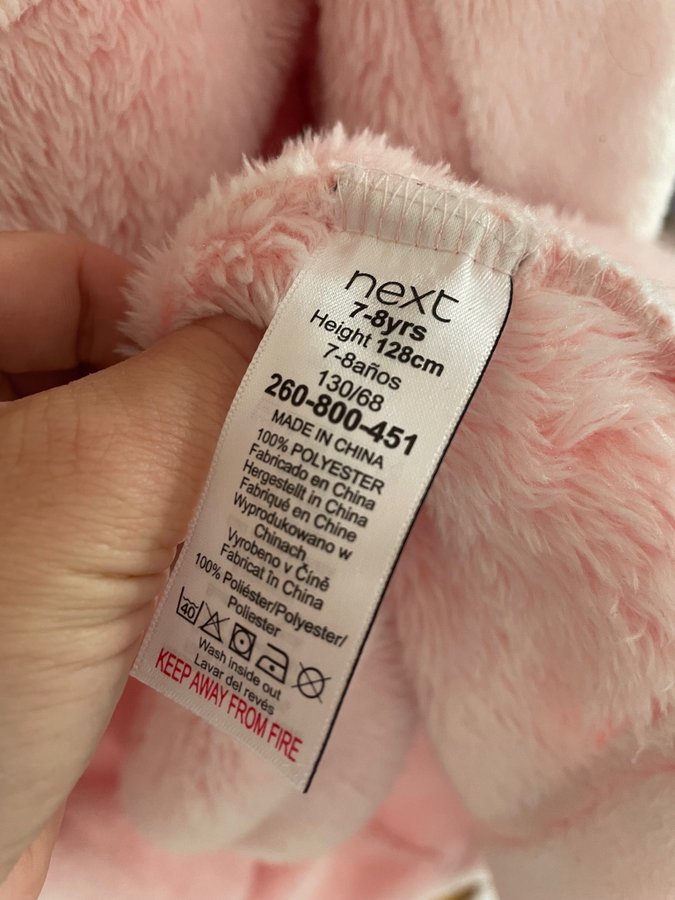 next
7-8yrs
Height 128cm
7-8años
130/68
260-800-451
MADE IN CHINA
100% POLYESTER
Fabricado en China
Hergestellt in China
Fabriqué en Chine
Wyprodukowano w
Chinach
Vyrobeno v Číně
Fabricat în China
100% Poliéster/Polyester/
Poliester
40
Wash inside out
Lavar del revés
KEEP AWAY FROM FIRE